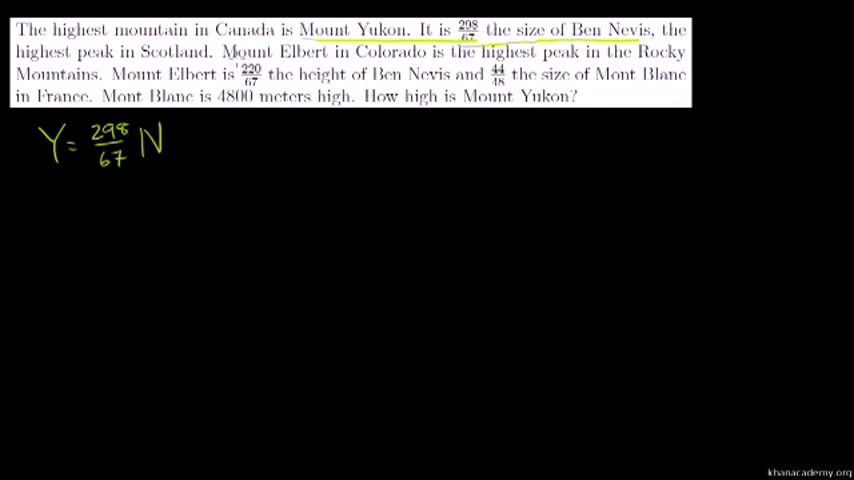 The highest mountain in Canada is Mount Yukon. It is 298/67 the size of Ben Nevis, the
highest peak in Scotland. Mount Elbert in Colorado is the highest peak in the Rocky
Mountains. Mount Elbert is 220/67 the height of Ben Nevis and 44/48 the size of Mont Blanc
in France. Mont Blanc is 4800 meters high. How high is Mount Yukon?
Y = 298/67 N
khanacademy.org